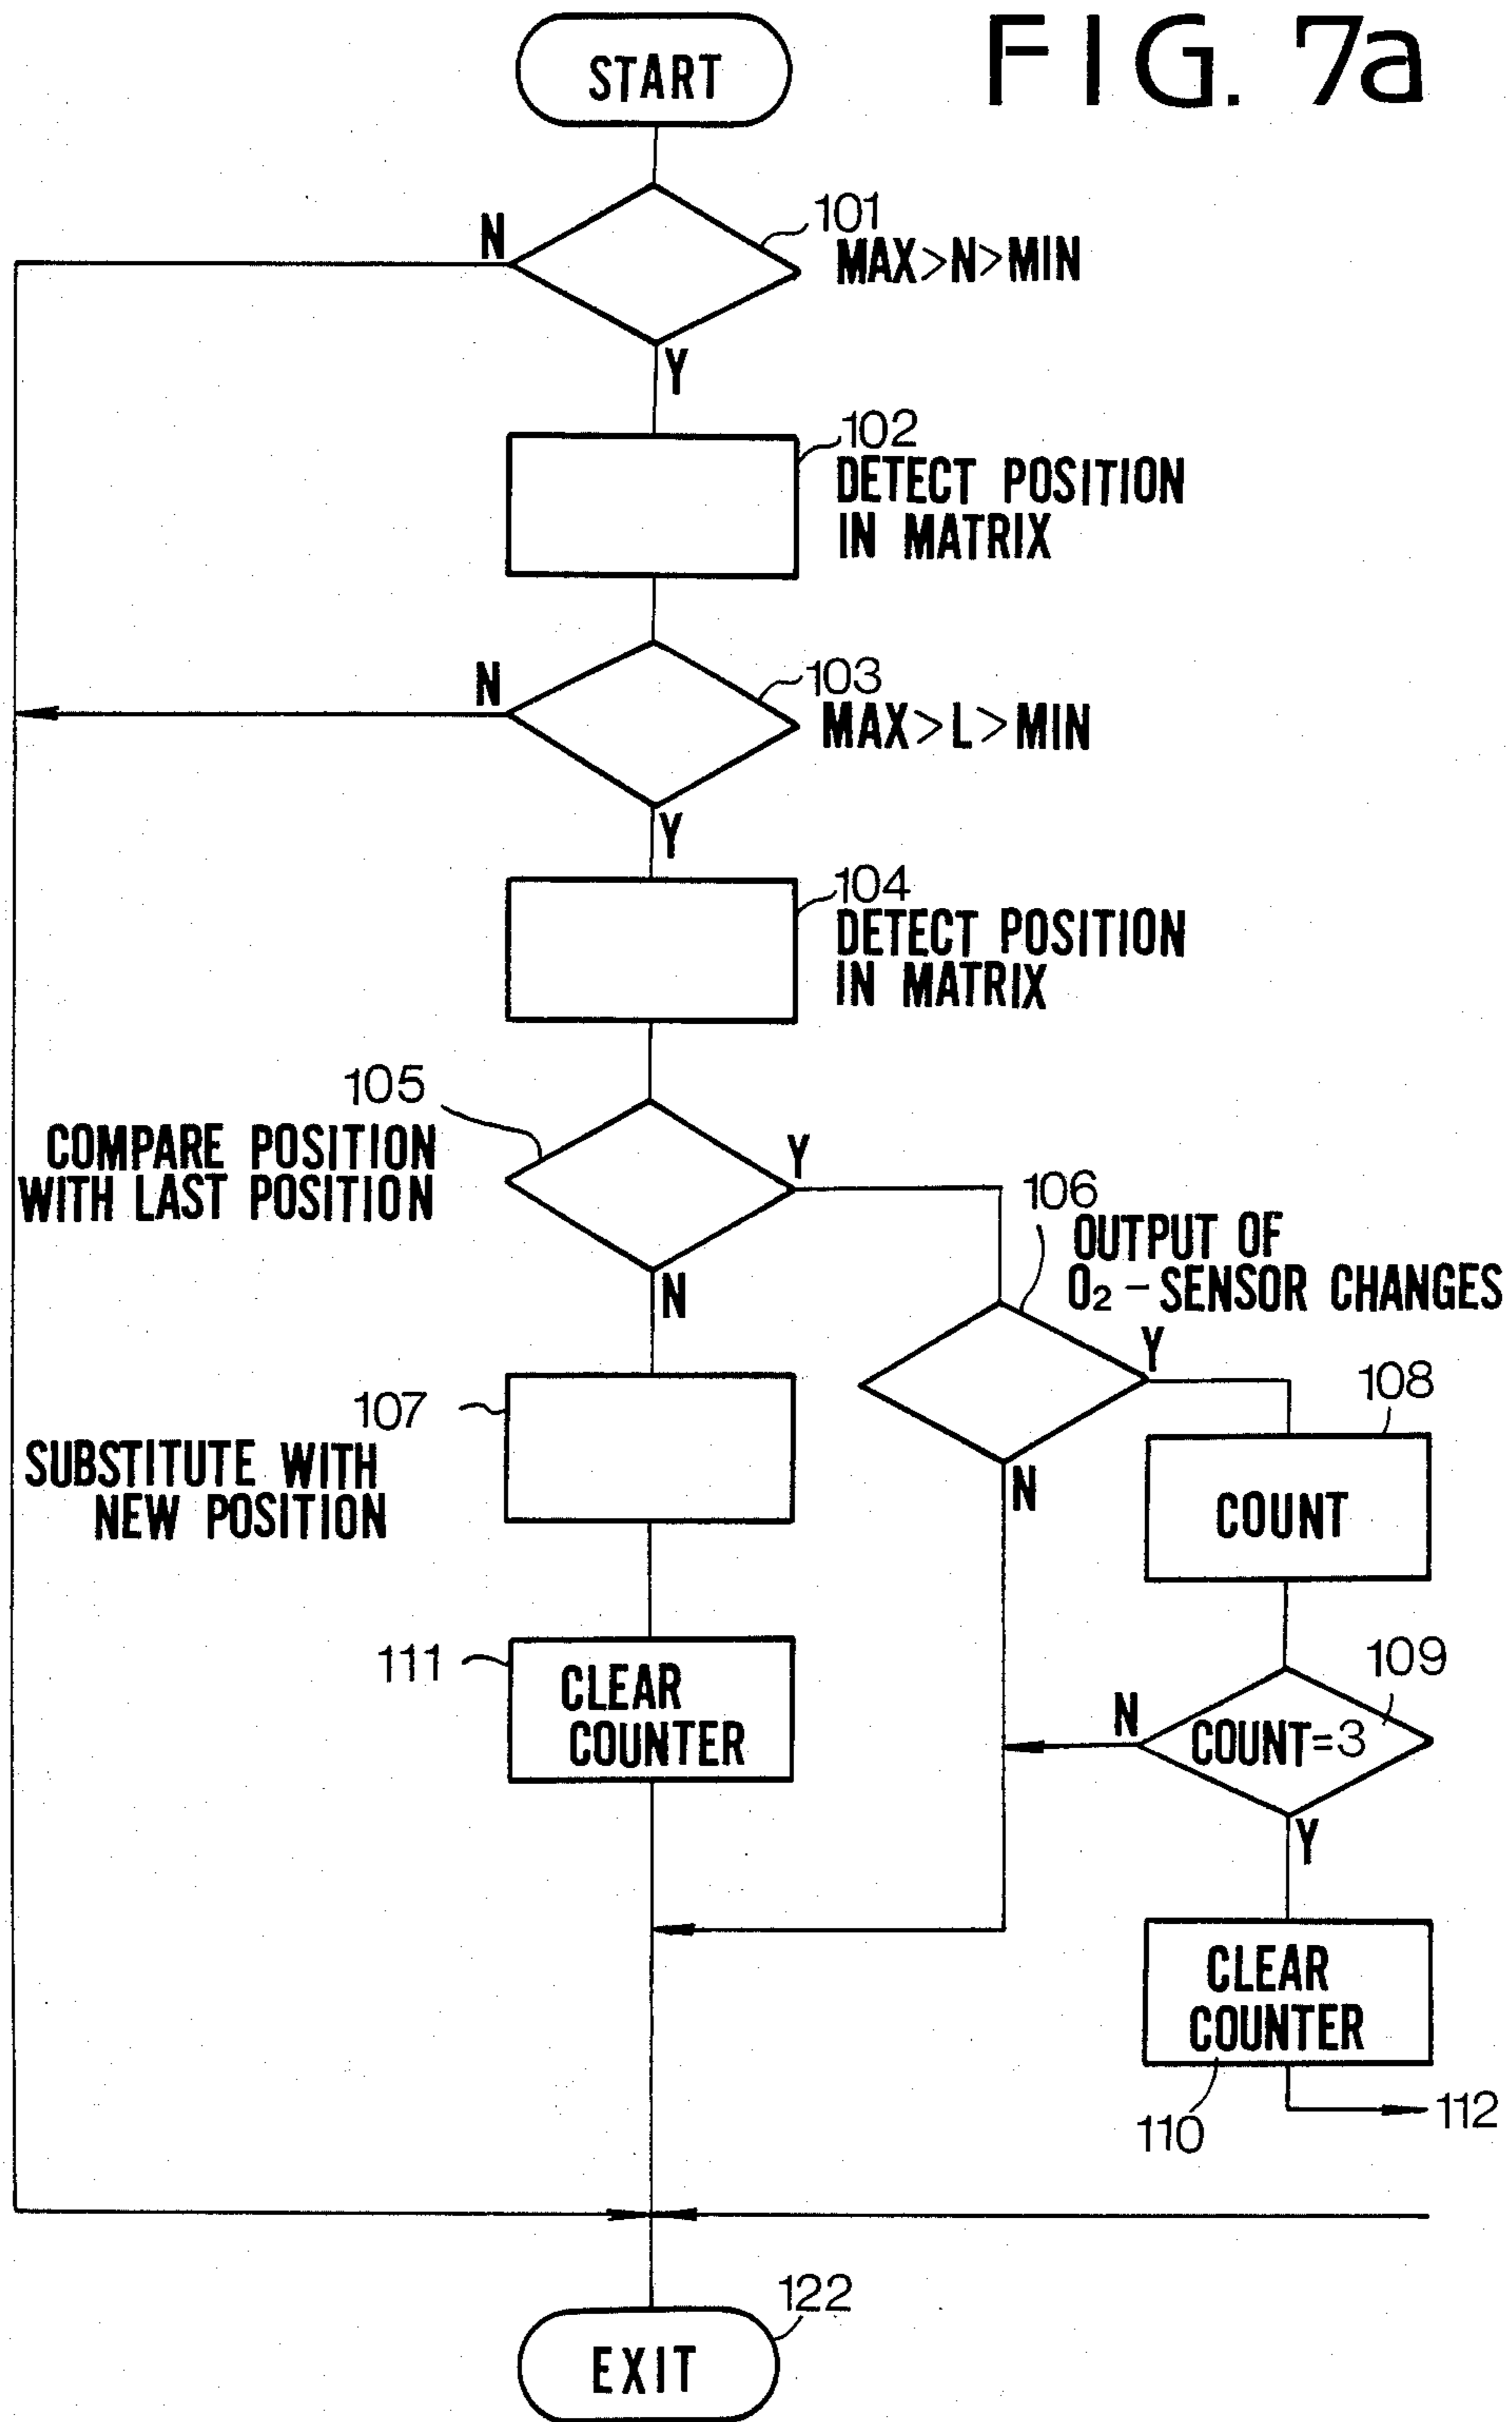 FIG. 7a
START
N
101
MAX>N>MIN
Y
102
DETECT POSITION
IN MATRIX
N
103
MAX>L>MIN
Y
104
DETECT POSITION
IN MATRIX
105
COMPARE POSITION
WITH LAST POSITION
Y
N
106
OUTPUT OF
O₂-SENSOR CHANGES
Y
N
107
SUBSTITUTE WITH
NEW POSITION
108
COUNT
111
CLEAR
COUNTER
109
N
COUNT=3
Y
CLEAR
COUNTER
110
112
122
EXIT